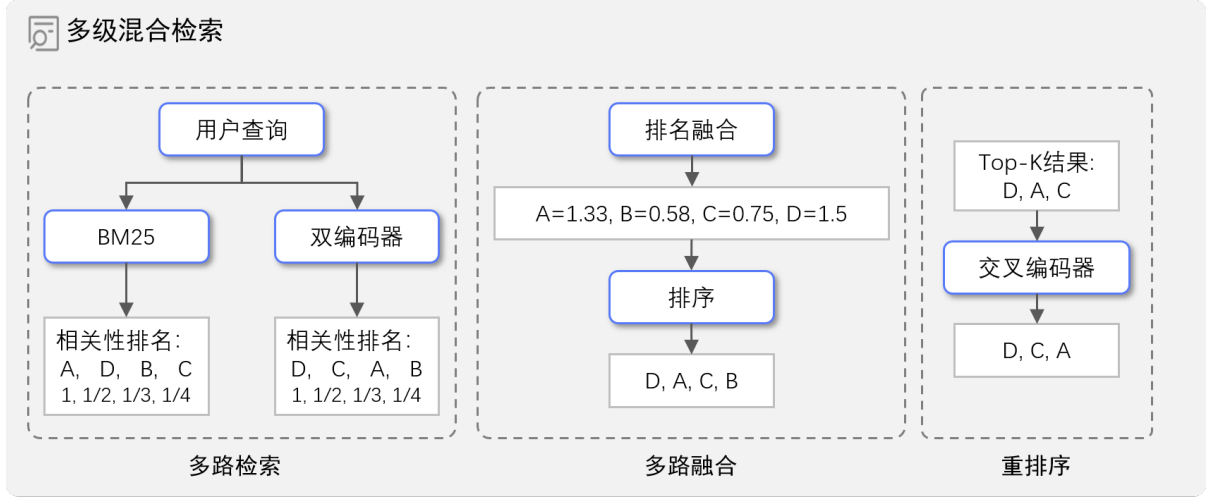 多级混合检索
用户查询
BM25
双编码器
相关性排名：
A, D, B, C
1, 1/2, 1/3, 1/4
相关性排名：
D, C, A, B
1, 1/2, 1/3, 1/4
多路检索
排名融合
A=1.33, B=0.58, C=0.75, D=1.5
排序
D, A, C, B
多路融合
Top-K结果:
D, A, C
交叉编码器
D, C, A
重排序